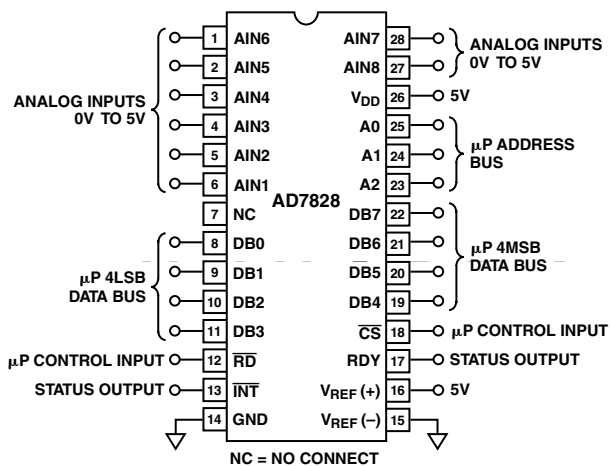 1 AIN6 AIN7 28
2 AIN5 AIN8 27
3 AIN4 VDD 26 5V
4 AIN3 A0 25
5 AIN2 A1 24
6 AIN1 A2 23
7 NC DB7 22
8 DB0 DB6 21
9 DB1 DB5 20
10 DB2 DB4 19
11 DB3 CS 18 µP CONTROL INPUT
µP CONTROL INPUT 12 RD RDY 17 STATUS OUTPUT
STATUS OUTPUT 13 INT VREF (+) 16 5V
14 GND VREF (–) 15
AD7828
ANALOG INPUTS
0V TO 5V
µP 4LSB
DATA BUS
ANALOG INPUTS
0V TO 5V
µP ADDRESS
BUS
µP 4MSB
DATA BUS
NC = NO CONNECT